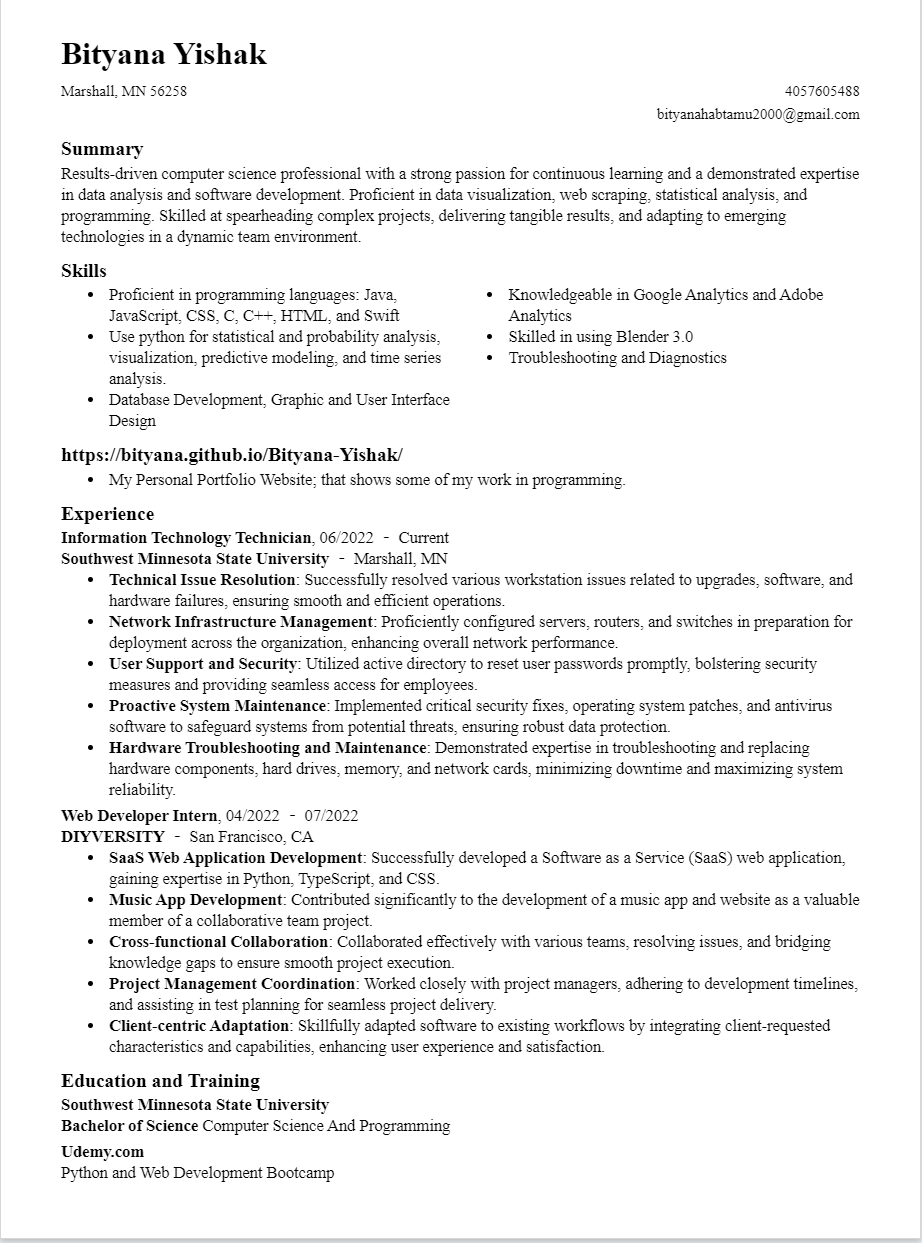 Bityana Yishak
Marshall, MN 56258
4057605488
bityanahabtamu2000@gmail.com
Summary
Results-driven computer science professional with a strong passion for continuous learning and a demonstrated expertise
in data analysis and software development. Proficient in data visualization, web scraping, statistical analysis, and
programming. Skilled at spearheading complex projects, delivering tangible results, and adapting to emerging
technologies in a dynamic team environment.
Skills
• Proficient in programming languages: Java,
JavaScript, CSS, C, C++, HTML, and Swift
• Use python for statistical and probability analysis,
visualization, predictive modeling, and time series
analysis.
• Database Development, Graphic and User Interface
Design
• Knowledgeable in Google Analytics and Adobe
Analytics
• Skilled in using Blender 3.0
• Troubleshooting and Diagnostics
https://bityana.github.io/Bityana-Yishak/
• My Personal Portfolio Website; that shows some of my work in programming.
Experience
Information Technology Technician, 06/2022 - Current
Southwest Minnesota State University - Marshall, MN
• Technical Issue Resolution: Successfully resolved various workstation issues related to upgrades, software, and
hardware failures, ensuring smooth and efficient operations.
• Network Infrastructure Management: Proficiently configured servers, routers, and switches in preparation for
deployment across the organization, enhancing overall network performance.
• User Support and Security: Utilized active directory to reset user passwords promptly, bolstering security
measures and providing seamless access for employees.
• Proactive System Maintenance: Implemented critical security fixes, operating system patches, and antivirus
software to safeguard systems from potential threats, ensuring robust data protection.
• Hardware Troubleshooting and Maintenance: Demonstrated expertise in troubleshooting and replacing
hardware components, hard drives, memory, and network cards, minimizing downtime and maximizing system
reliability.
Web Developer Intern, 04/2022 - 07/2022
DIYVERSITY - San Francisco, CA
• SaaS Web Application Development: Successfully developed a Software as a Service (SaaS) web application,
gaining expertise in Python, TypeScript, and CSS.
• Music App Development: Contributed significantly to the development of a music app and website as a valuable
member of a collaborative team project.
• Cross-functional Collaboration: Collaborated effectively with various teams, resolving issues, and bridging
knowledge gaps to ensure smooth project execution.
• Project Management Coordination: Worked closely with project managers, adhering to development timelines,
and assisting in test planning for seamless project delivery.
• Client-centric Adaptation: Skillfully adapted software to existing workflows by integrating client-requested
characteristics and capabilities, enhancing user experience and satisfaction.
Education and Training
Southwest Minnesota State University
Bachelor of Science Computer Science And Programming
Udemy.com
Python and Web Development Bootcamp